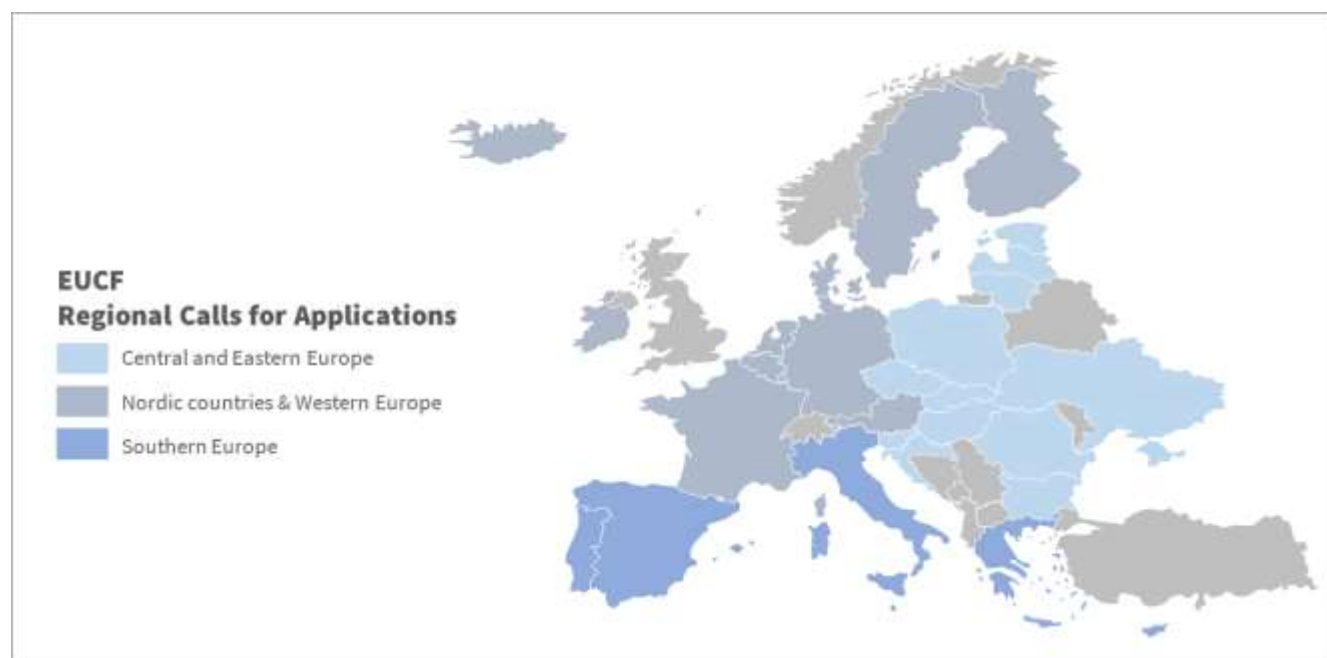 EUCF
Regional Calls for Applications
Central and Eastern Europe
Nordic countries & Western Europe
Southern Europe